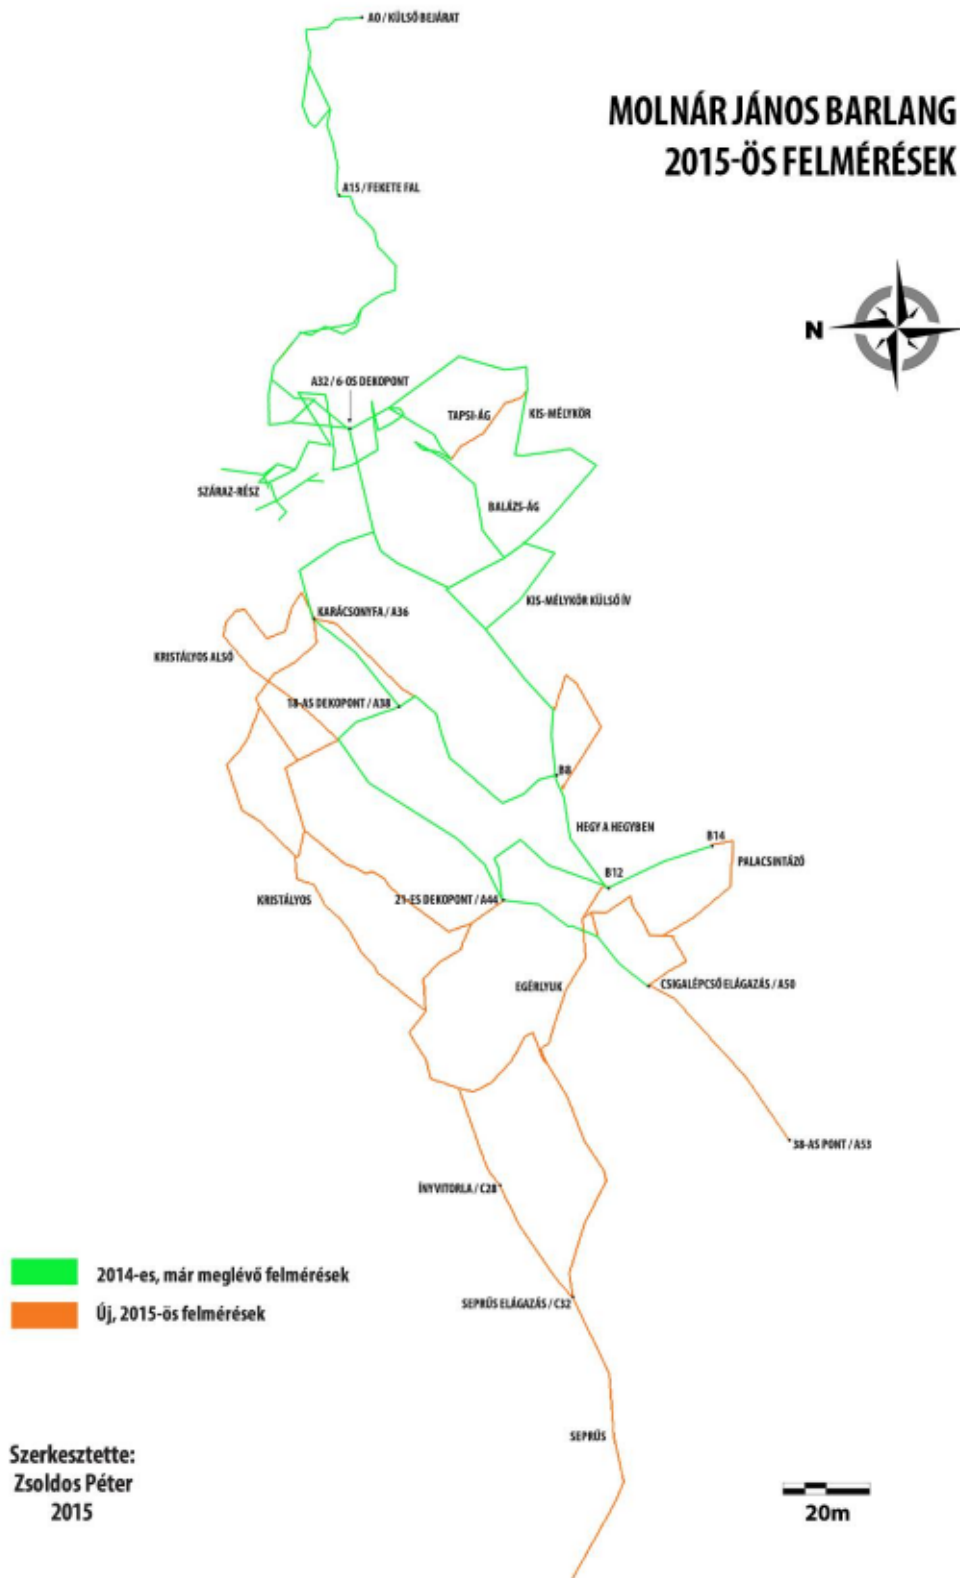 A0 / KÜLSŐ BEJÁRAT
MOLNÁR JÁNOS BARLANG
2015-ÖS FELMÉRÉSEK
A15 / FEKETE FAL
N
A32 / 6-OS DEKOPONT
TAPSI-ÁG
KIS-MÉLYKÖR
SZÁRAZ-RÉSZ
BALÁZS-ÁG
KIS-MÉLYKÖR KÜLSŐ ÍV
KARÁCSONYFA / A36
KRISTÁLYOS ALSÓ
18-AS DEKOPONT / A38
B8
HEGY A HEGYBEN
B14
PALACSINTÁZÓ
B12
KRISTÁLYOS
21-ES DEKOPONT / A44
EGÉRLYUK
CSIGALÉPCSŐ ELÁGAZÁS / A50
38-AS PONT / A53
ÍNYVITORLA / C28
2014-es, már meglévő felmérések
Új, 2015-ös felmérések
SEPRŰS ELÁGAZÁS / C32
SEPRŰS
Szerkesztette:
Zsoldos Péter
2015
20m